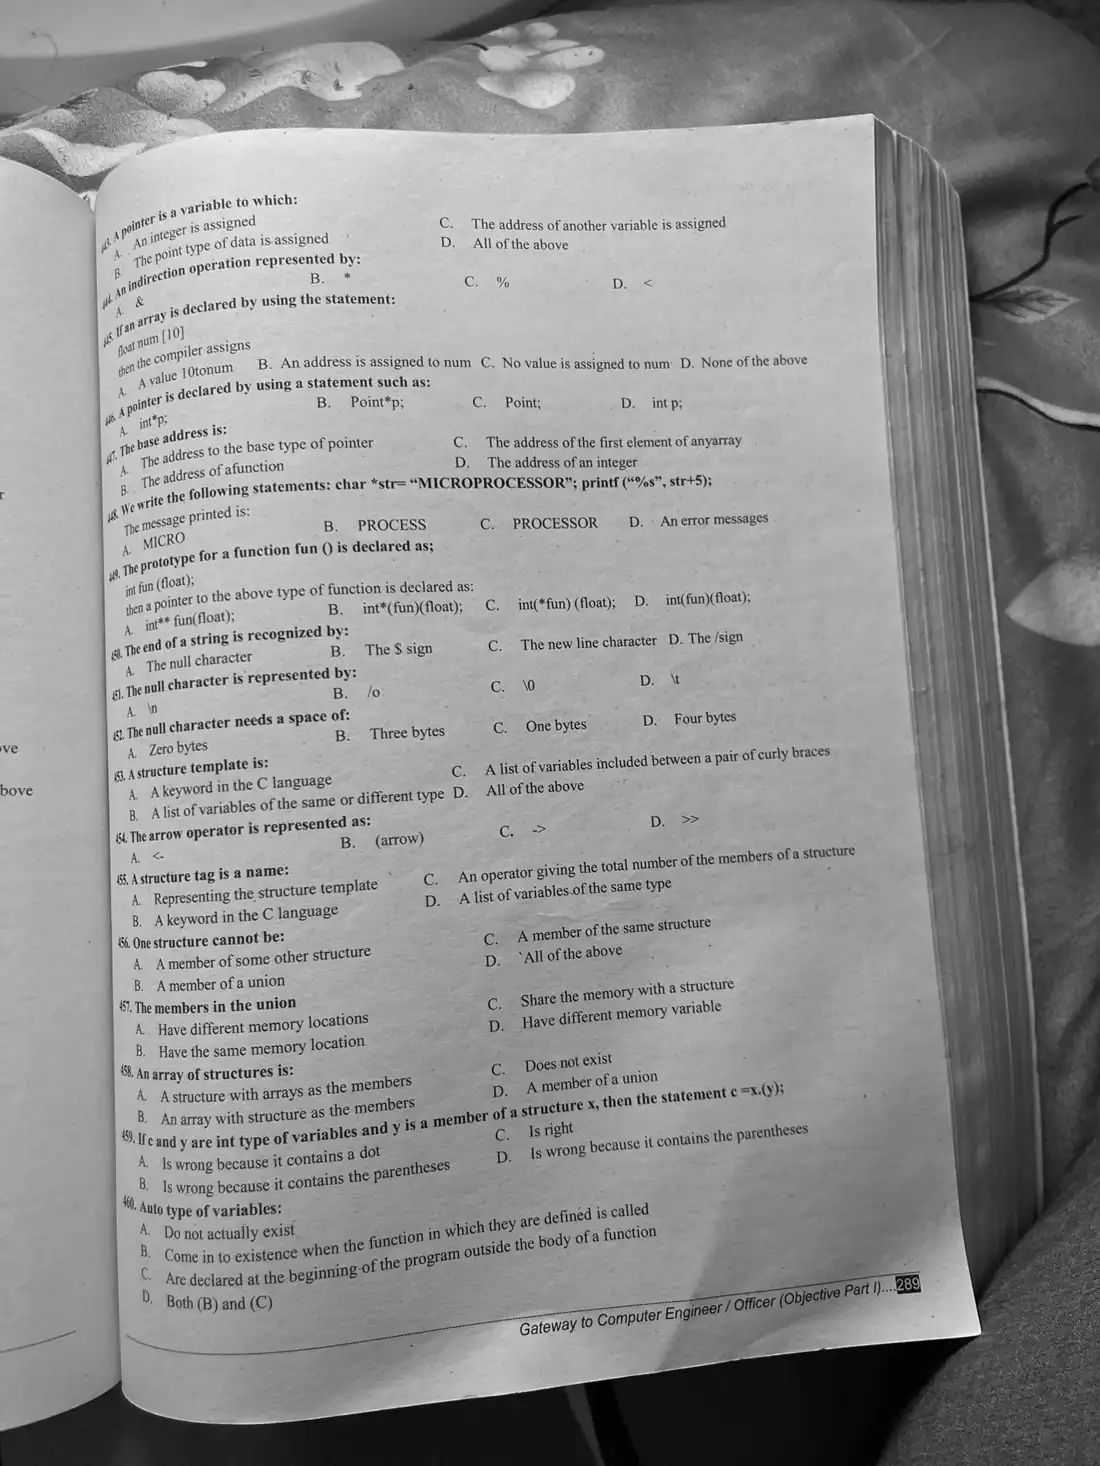 443. A pointer is a variable to which:
A. An integer is assigned C. The address of another variable is assigned
B. The point type of data is assigned D. All of the above
444. An indirection operation represented by:
A. & B. * C. % D. <
445. If an array is declared by using the statement:
float num [10]
then the compiler assigns
A. A value 10tonum B. An address is assigned to num C. No value is assigned to num D. None of the above
446. A pointer is declared by using a statement such as:
A. int*p; B. Point*p; C. Point; D. int p;
447. The base address is:
A. The address to the base type of pointer C. The address of the first element of anyarray
B. The address of afunction D. The address of an integer
448. We write the following statements: char *str= “MICROPROCESSOR”; printf (“%s”, str+5);
The message printed is:
A. MICRO B. PROCESS C. PROCESSOR D. An error messages
449. The prototype for a function fun () is declared as;
int fun (float);
then a pointer to the above type of function is declared as:
A. int** fun(float); B. int*(fun)(float); C. int(*fun) (float); D. int(fun)(float);
450. The end of a string is recognized by:
A. The null character B. The $ sign C. The new line character D. The /sign
451. The null character is represented by:
A. \n B. /o C. \0 D. \t
452. The null character needs a space of:
A. Zero bytes B. Three bytes C. One bytes D. Four bytes
453. A structure template is:
A. A keyword in the C language C. A list of variables included between a pair of curly braces
B. A list of variables of the same or different type D. All of the above
454. The arrow operator is represented as:
A. <- B. (arrow) C. -> D. >>
455. A structure tag is a name:
A. Representing the structure template C. An operator giving the total number of the members of a structure
B. A keyword in the C language D. A list of variables of the same type
456. One structure cannot be:
A. A member of some other structure C. A member of the same structure
B. A member of a union D. `All of the above
457. The members in the union
A. Have different memory locations C. Share the memory with a structure
B. Have the same memory location D. Have different memory variable
458. An array of structures is:
A. A structure with arrays as the members C. Does not exist
B. An array with structure as the members D. A member of a union
459. If c and y are int type of variables and y is a member of a structure x, then the statement c =x.(y);
A. Is wrong because it contains a dot C. Is right
B. Is wrong because it contains the parentheses D. Is wrong because it contains the parentheses
460. Auto type of variables:
A. Do not actually exist
B. Come in to existence when the function in which they are defined is called
C. Are declared at the beginning of the program outside the body of a function
D. Both (B) and (C)
Gateway to Computer Engineer / Officer (Objective Part I)....289